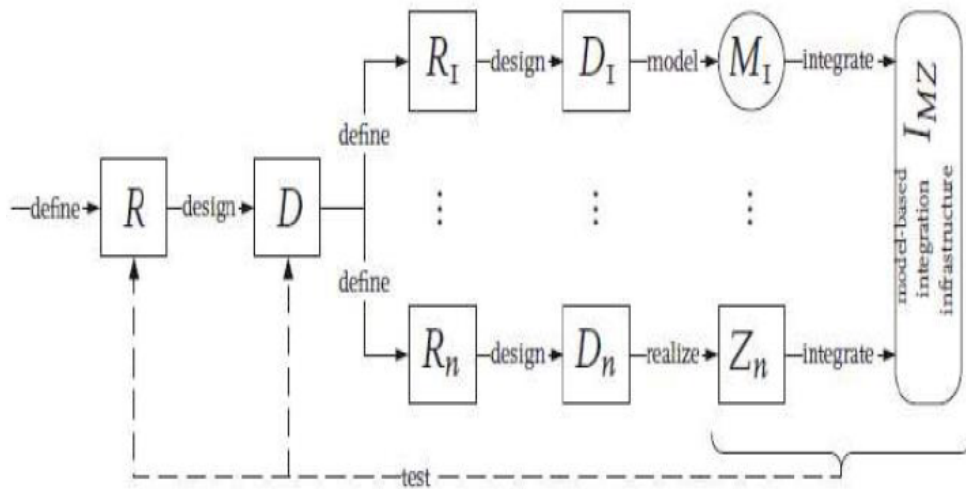 R₁ design D₁ model M₁ integrate
define
define R design D
define
Rₙ design Dₙ realize Zₙ integrate
I_MZ
model-based
integration
infrastructure
test